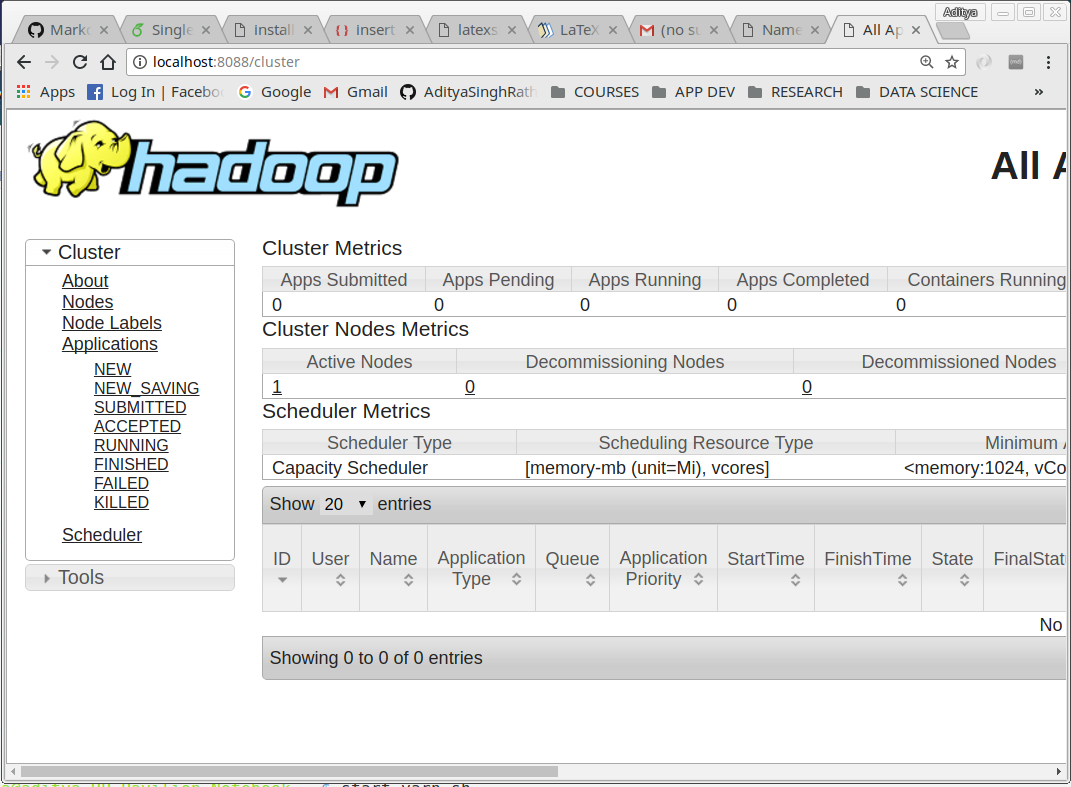 Aditya
Marko Single install insert latexs LaTeX M (no su Name All Ap
localhost:8088/cluster
Apps Log In | Facebo Google Gmail AdityaSinghRath COURSES APP DEV RESEARCH DATA SCIENCE »
hadoop
All A
Cluster
About
Nodes
Node Labels
Applications
NEW
NEW_SAVING
SUBMITTED
ACCEPTED
RUNNING
FINISHED
FAILED
KILLED
Scheduler
Tools
Cluster Metrics
Apps Submitted Apps Pending Apps Running Apps Completed Containers Running
0 0 0 0 0
Cluster Nodes Metrics
Active Nodes Decommissioning Nodes Decommissioned Nodes
1 0 0
Scheduler Metrics
Scheduler Type Scheduling Resource Type Minimum A
Capacity Scheduler [memory-mb (unit=Mi), vcores] <memory:1024, vCo
Show 20 entries
ID User Name Application Type Queue Application Priority StartTime FinishTime State FinalStat
No
Showing 0 to 0 of 0 entries